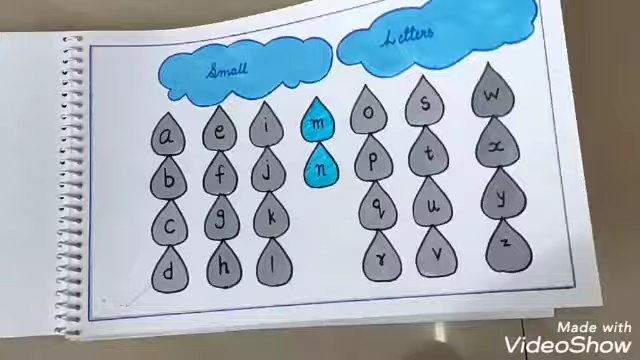 Small Letters
a e i m o s w
b f j n p t x
c g k q u y
d h l r v z
Made with
VideoShow